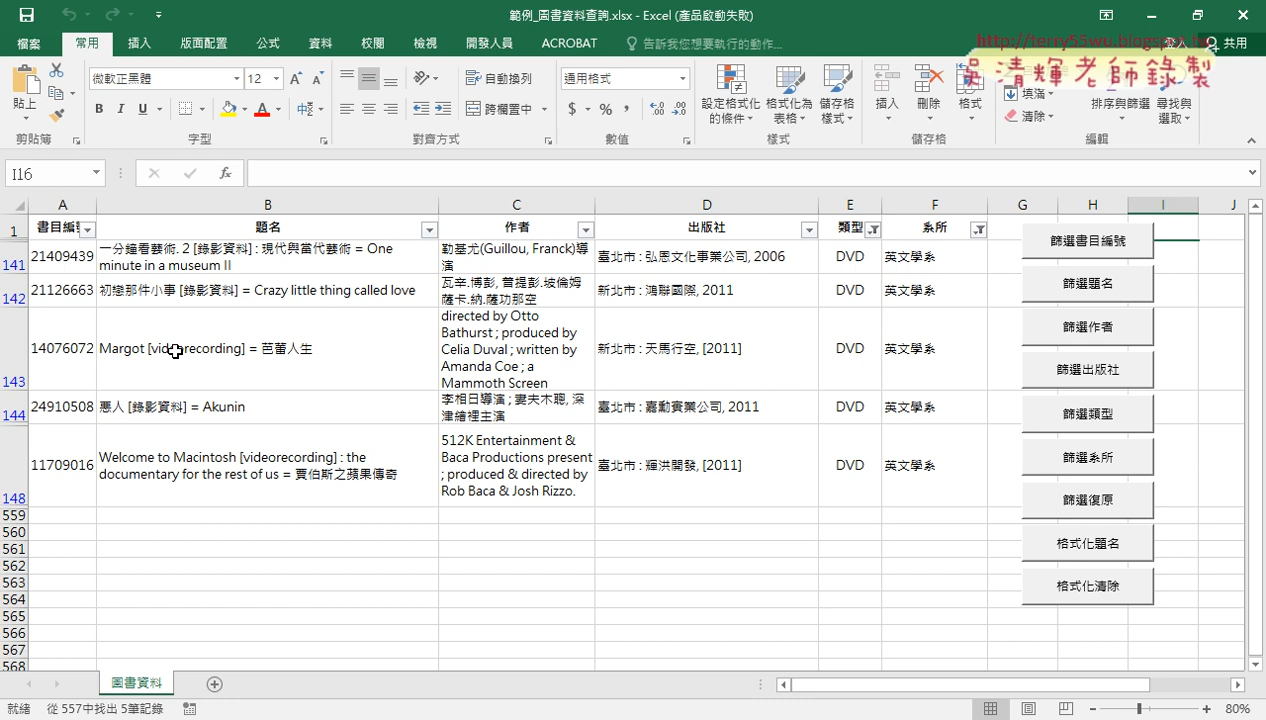 範例_圖書資料查詢.xlsx - Excel (產品啟動失敗)
檔案 常用 插入 版面配置 公式 資料 校閱 檢視 開發人員 ACROBAT 告訴我您想要執行的動作... 登入 共用
http://terry55wu.blogspot.tw
吳清輝老師錄製
貼上 微軟正黑體 12 自動換列 通用格式 設定格式化的條件 格式化為表格 儲存格樣式 插入 刪除 格式 填滿 排序與篩選 尋找與選取
B I U 跨欄置中 $ % , 清除
剪貼簿 字型 對齊方式 數值 樣式 儲存格 編輯
I16 fx
A B C D E F G H I J
1 書目編號 題名 作者 出版社 類型 系所
141 21409439 一分鐘看藝術. 2 [錄影資料] : 現代與當代藝術 = One minute in a museum II 勒基尤(Guillou, Franck)導演 臺北市 : 弘恩文化事業公司, 2006 DVD 英文學系
142 21126663 初戀那件小事 [錄影資料] = Crazy little thing called love 瓦辛.博彭, 普提彭.坡倫姆薩卡.納.薩功那空 新北市 : 鴻聯國際, 2011 DVD 英文學系
143 14076072 Margot [videorecording] = 芭蕾人生 directed by Otto Bathurst ; produced by Celia Duval ; written by Amanda Coe ; a Mammoth Screen 新北市 : 天馬行空, [2011] DVD 英文學系
144 24910508 惡人 [錄影資料] = Akunin 李相日導演 ; 妻夫木聰, 深津繪裡主演 臺北市 : 嘉勳實業公司, 2011 DVD 英文學系
148 11709016 Welcome to Macintosh [videorecording] : the documentary for the rest of us = 賈伯斯之蘋果傳奇 512K Entertainment & Baca Productions present ; produced & directed by Rob Baca & Josh Rizzo. 臺北市 : 輝洪開發, [2011] DVD 英文學系
559
560
561
562
563
564
565
566
567
568
篩選書目編號
篩選題名
篩選作者
篩選出版社
篩選類型
篩選系所
篩選復原
格式化題名
格式化清除
圖書資料
就緒 從 557中找出 5筆記錄 80%